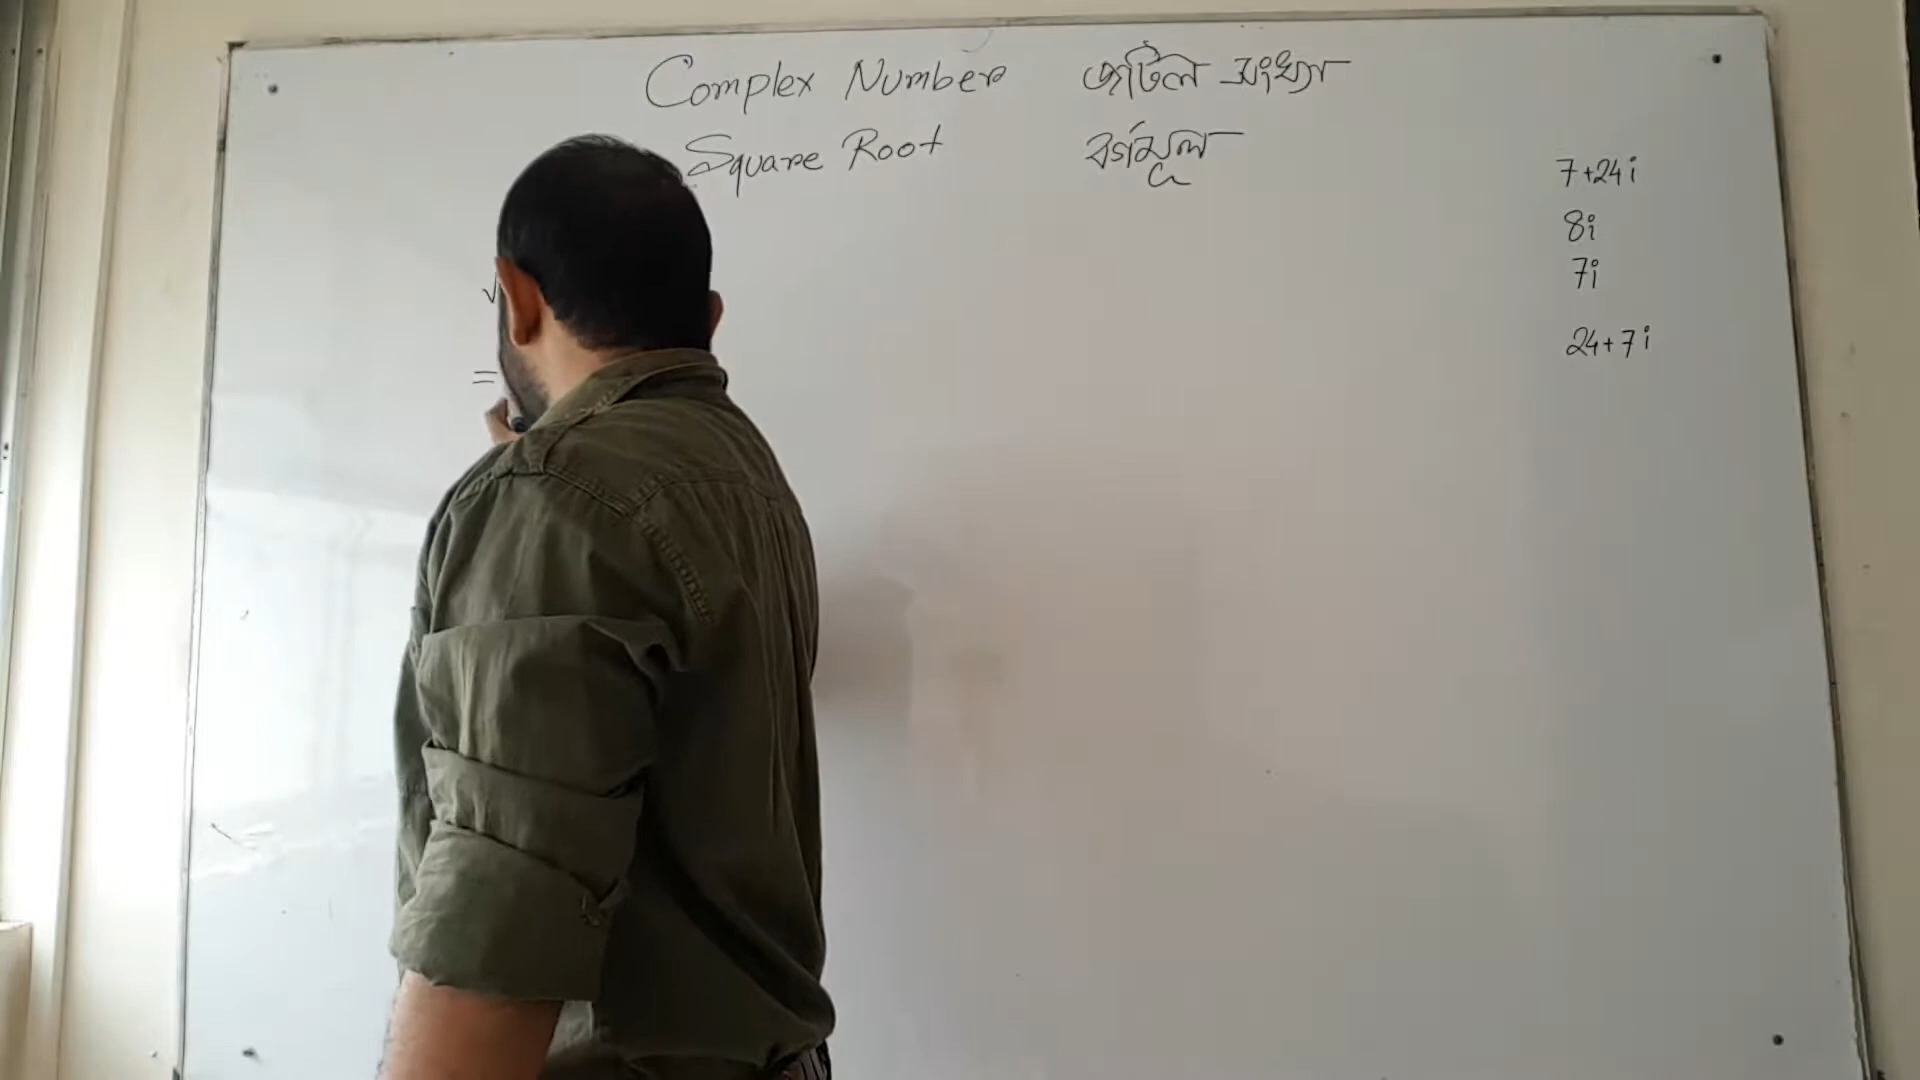 Complex Number জটিল সংখ্যা
Square Root বর্গমূল
7+24i
8i
7i
24+7i
√
=